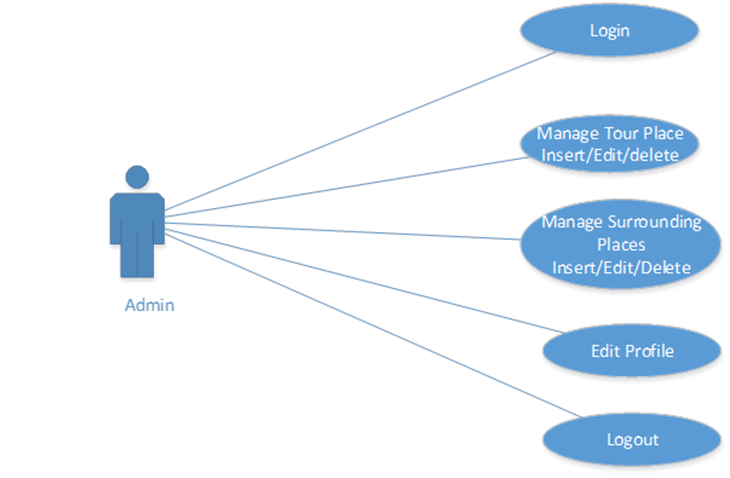 Login
Manage Tour Place
Insert/Edit/delete
Manage Surrounding
Places
Insert/Edit/Delete
Admin
Edit Profile
Logout